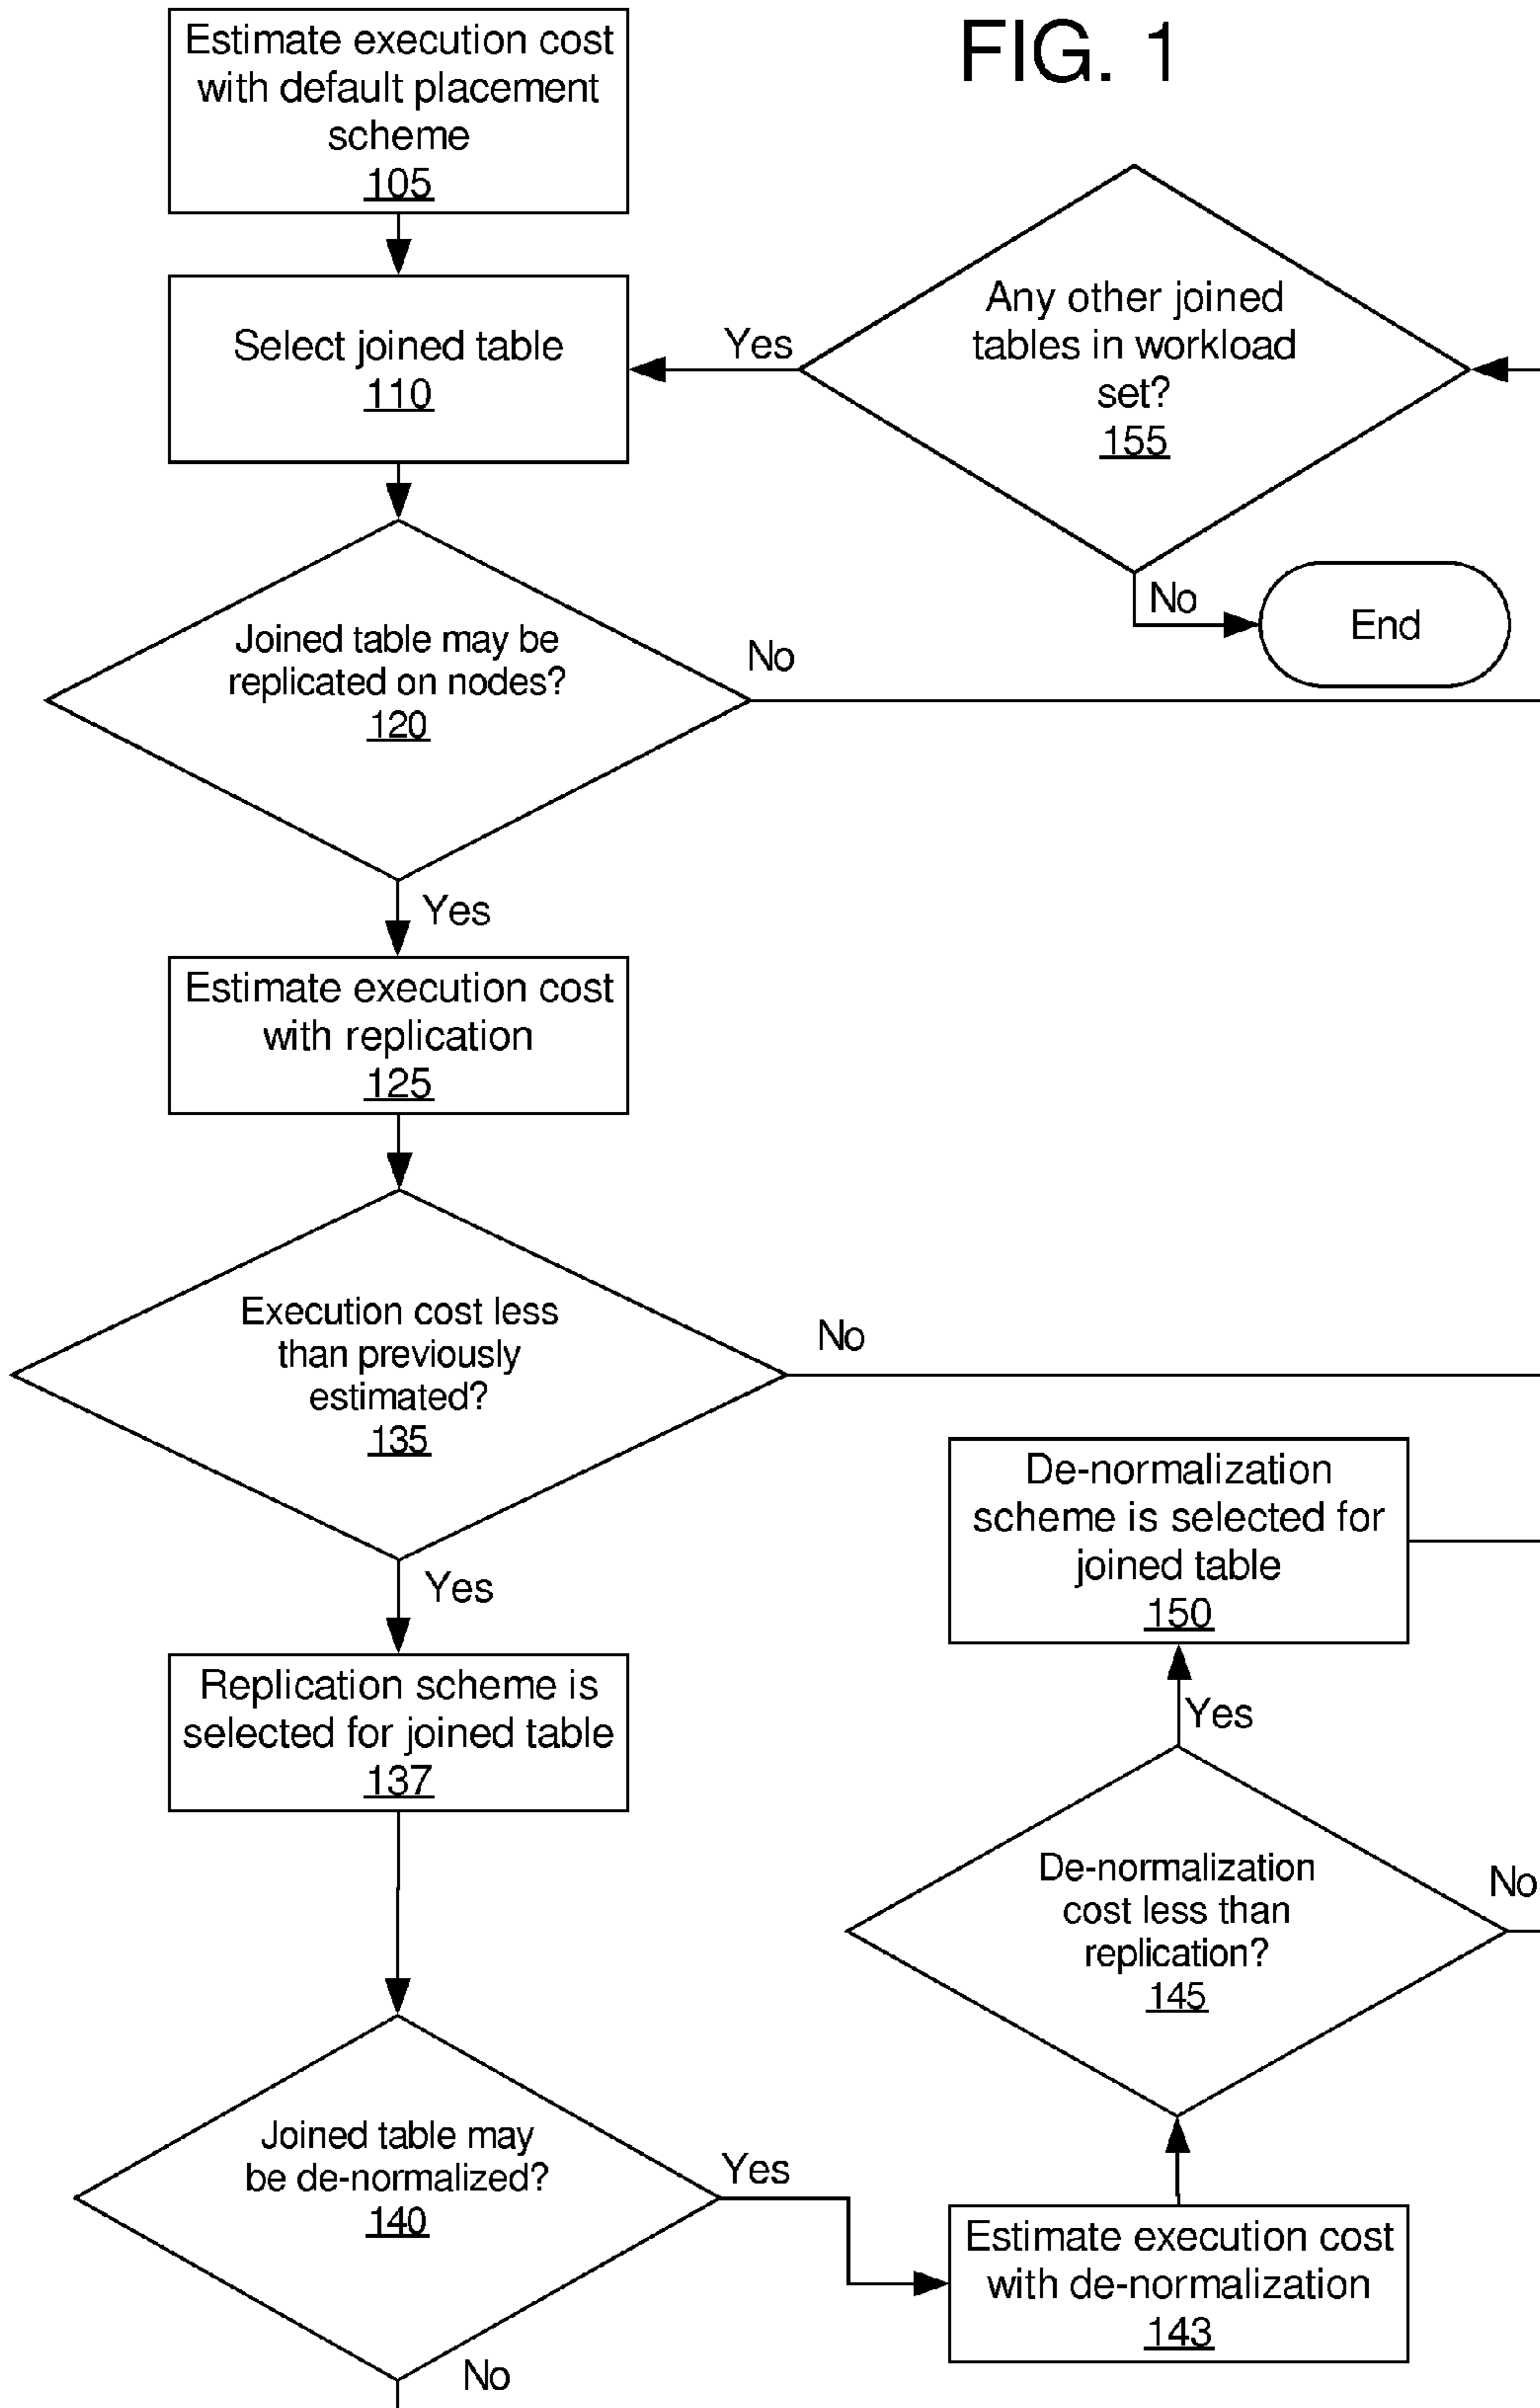 FIG. 1
Estimate execution cost
with default placement
scheme
105
Select joined table
110
Yes
Any other joined
tables in workload
set?
155
No
End
Joined table may be
replicated on nodes?
120
No
Yes
Estimate execution cost
with replication
125
Execution cost less
than previously
estimated?
135
No
Yes
Replication scheme is
selected for joined table
137
Joined table may
be de-normalized?
140
Yes
No
Estimate execution cost
with de-normalization
143
De-normalization
cost less than
replication?
145
No
Yes
De-normalization
scheme is selected for
joined table
150